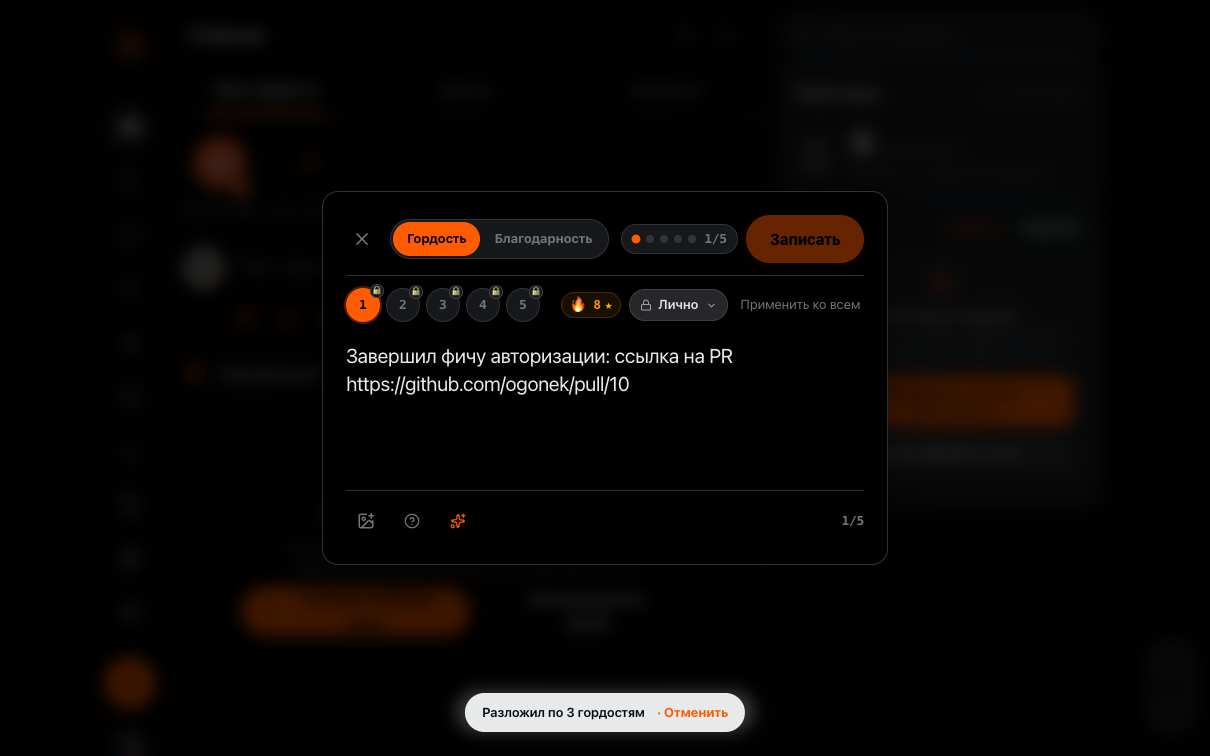 Гордость Благодарность 1/5 Записать
1 2 3 4 5 8 ★ Лично Применить ко всем
Завершил фичу авторизации: ссылка на PR
https://github.com/ogonek/pull/10
1/5
Разложил по 3 гордостям · Отменить